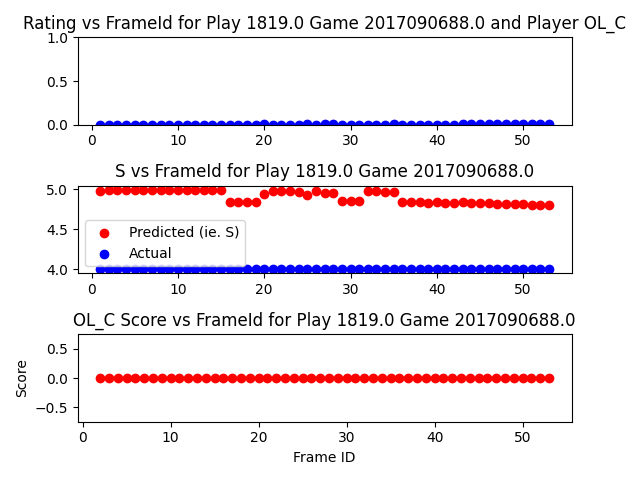 Rating vs FrameId for Play 1819.0 Game 2017090688.0 and Player OL_C
1.0
0.5
0.0
0 10 20 30 40 50
S vs FrameId for Play 1819.0 Game 2017090688.0
5.0
4.5
4.0
Predicted (ie. S)
Actual
0 10 20 30 40 50
OL_C Score vs FrameId for Play 1819.0 Game 2017090688.0
Score
0.5
0.0
−0.5
0 10 20 30 40 50
Frame ID